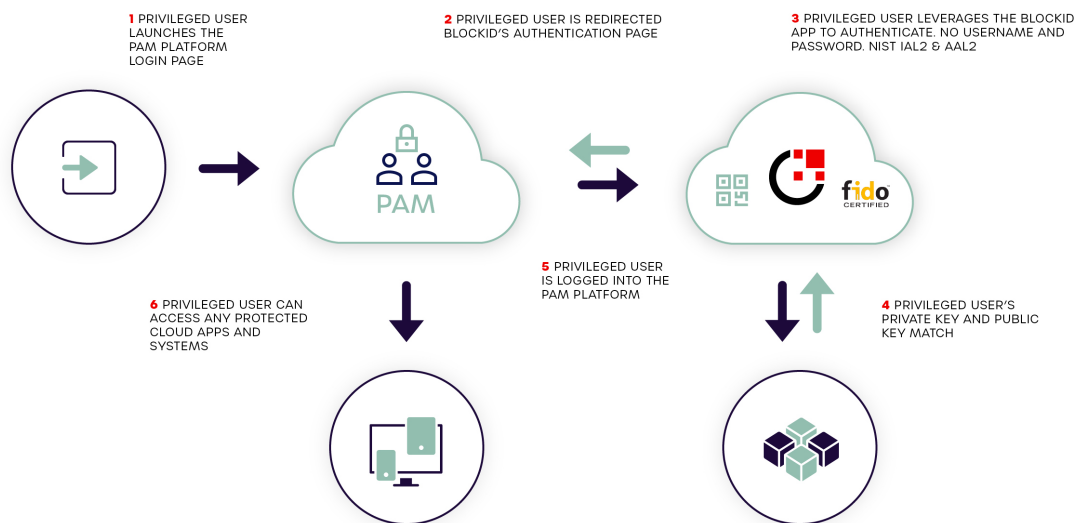 1 PRIVILEGED USER
LAUNCHES THE
PAM PLATFORM
LOGIN PAGE
2 PRIVILEGED USER IS REDIRECTED
BLOCKID'S AUTHENTICATION PAGE
3 PRIVILEGED USER LEVERAGES THE BLOCKID
APP TO AUTHENTICATE. NO USERNAME AND
PASSWORD. NIST IAL2 & AAL2
PAM
fido
CERTIFIED
5 PRIVILEGED USER
IS LOGGED INTO THE
PAM PLATFORM
6 PRIVILEGED USER CAN
ACCESS ANY PROTECTED
CLOUD APPS AND
SYSTEMS
4 PRIVILEGED USER'S
PRIVATE KEY AND PUBLIC
KEY MATCH